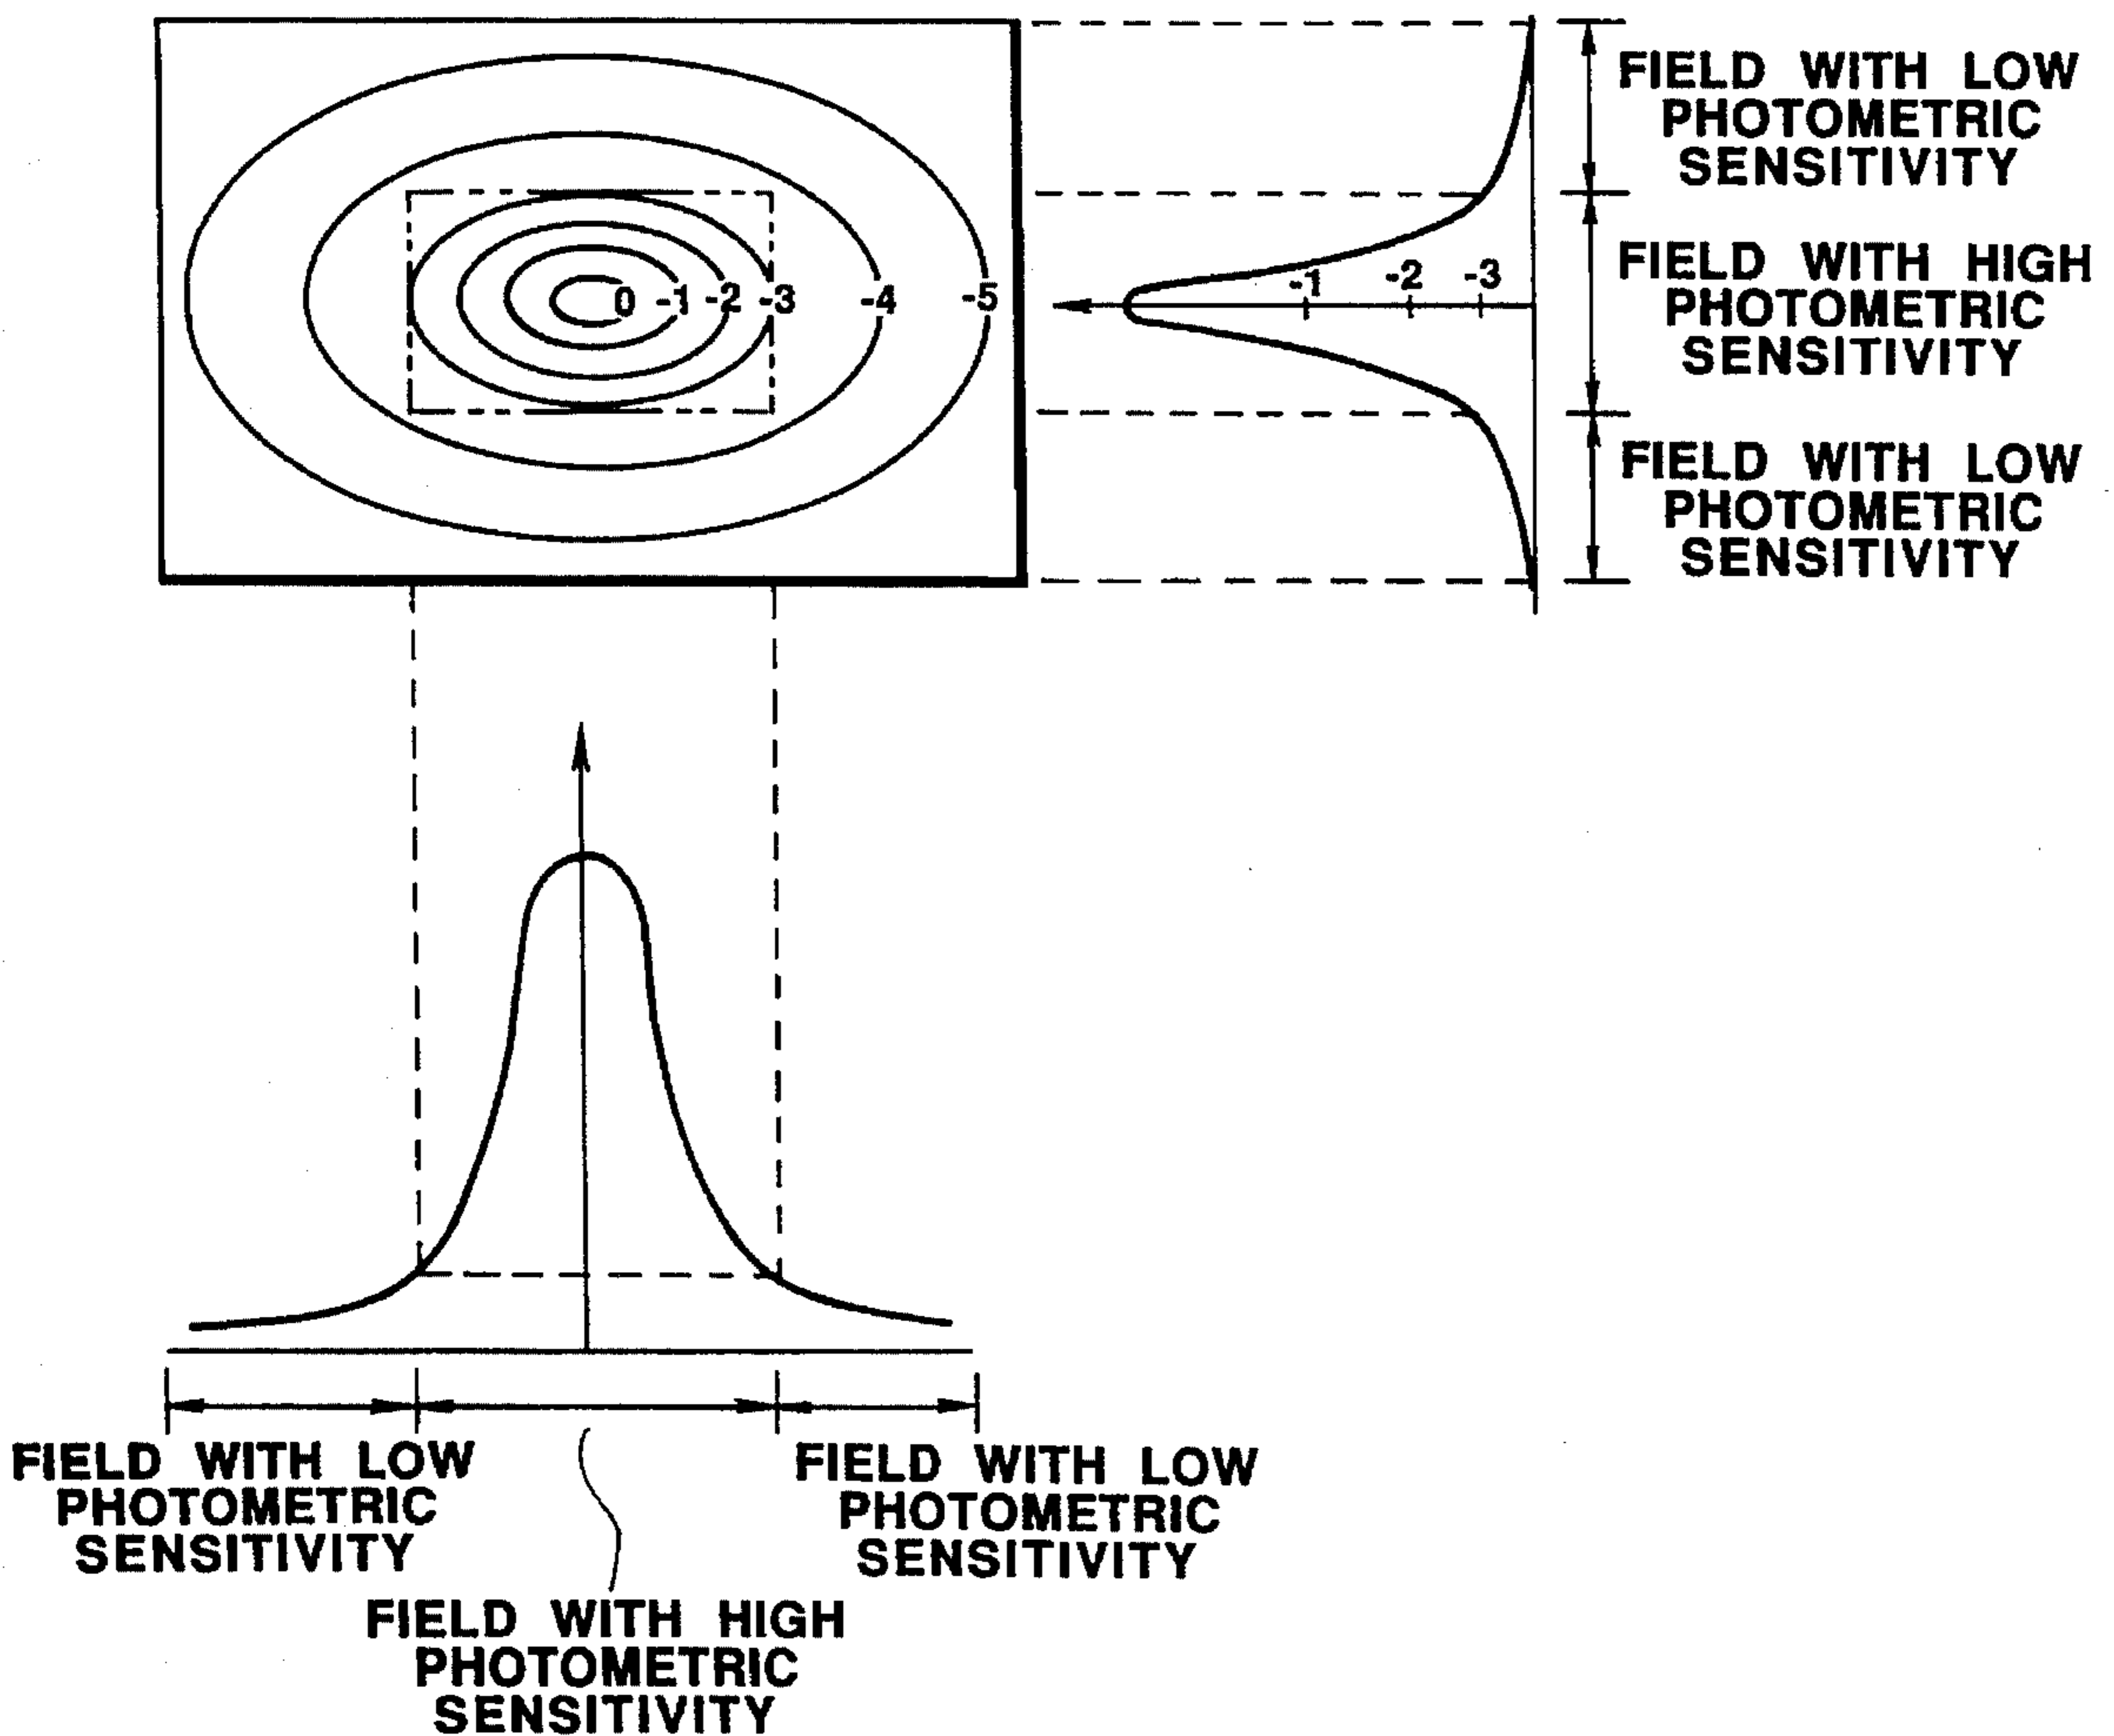 FIELD WITH LOW
PHOTOMETRIC
SENSITIVITY
0 -1 -2 -3 -4 -5
-1 -2 -3
FIELD WITH HIGH
PHOTOMETRIC
SENSITIVITY
FIELD WITH LOW
PHOTOMETRIC
SENSITIVITY
FIELD WITH LOW
PHOTOMETRIC
SENSITIVITY
FIELD WITH LOW
PHOTOMETRIC
SENSITIVITY
FIELD WITH HIGH
PHOTOMETRIC
SENSITIVITY